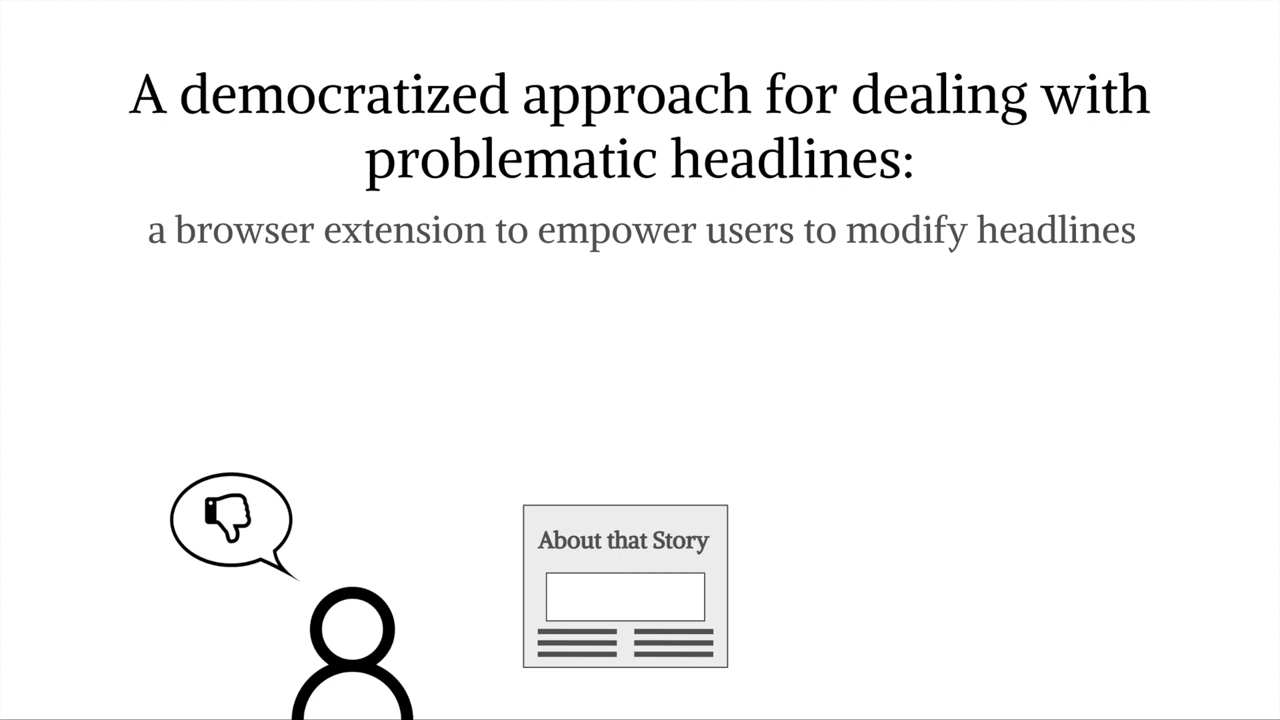 A democratized approach for dealing with
problematic headlines:
a browser extension to empower users to modify headlines
About that Story